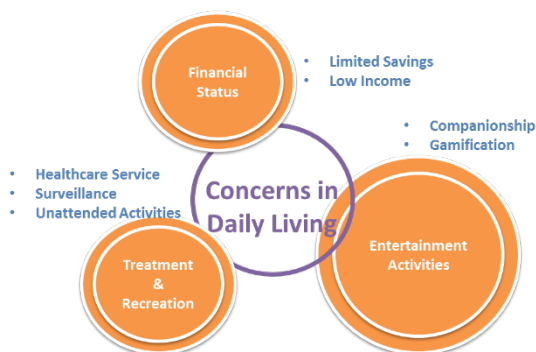 Financial
Status
• Limited Savings
• Low Income
• Companionship
• Gamification
• Healthcare Service
• Surveillance
• Unattended Activities
Concerns in
Daily Living
Entertainment
Activities
Treatment
&
Recreation